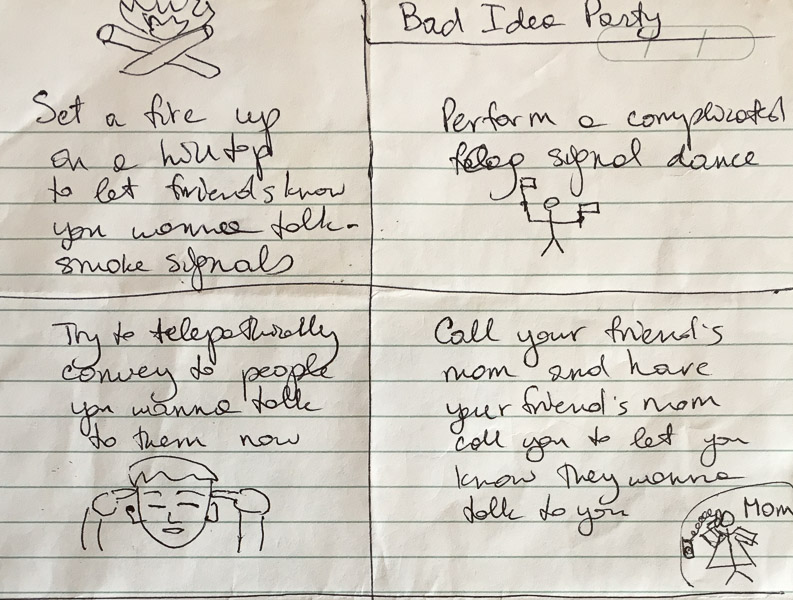 Bad Idea Party
Set a fire up
on a hilltop
to let friends know
you wanna talk -
smoke signals
Perform a complicated
flag signal dance
Try to telepathically
convey to people
you wanna talk
to them now
Call your friend's
mom and have
your friend's mom
call you to let you
know they wanna
talk to you
Mom